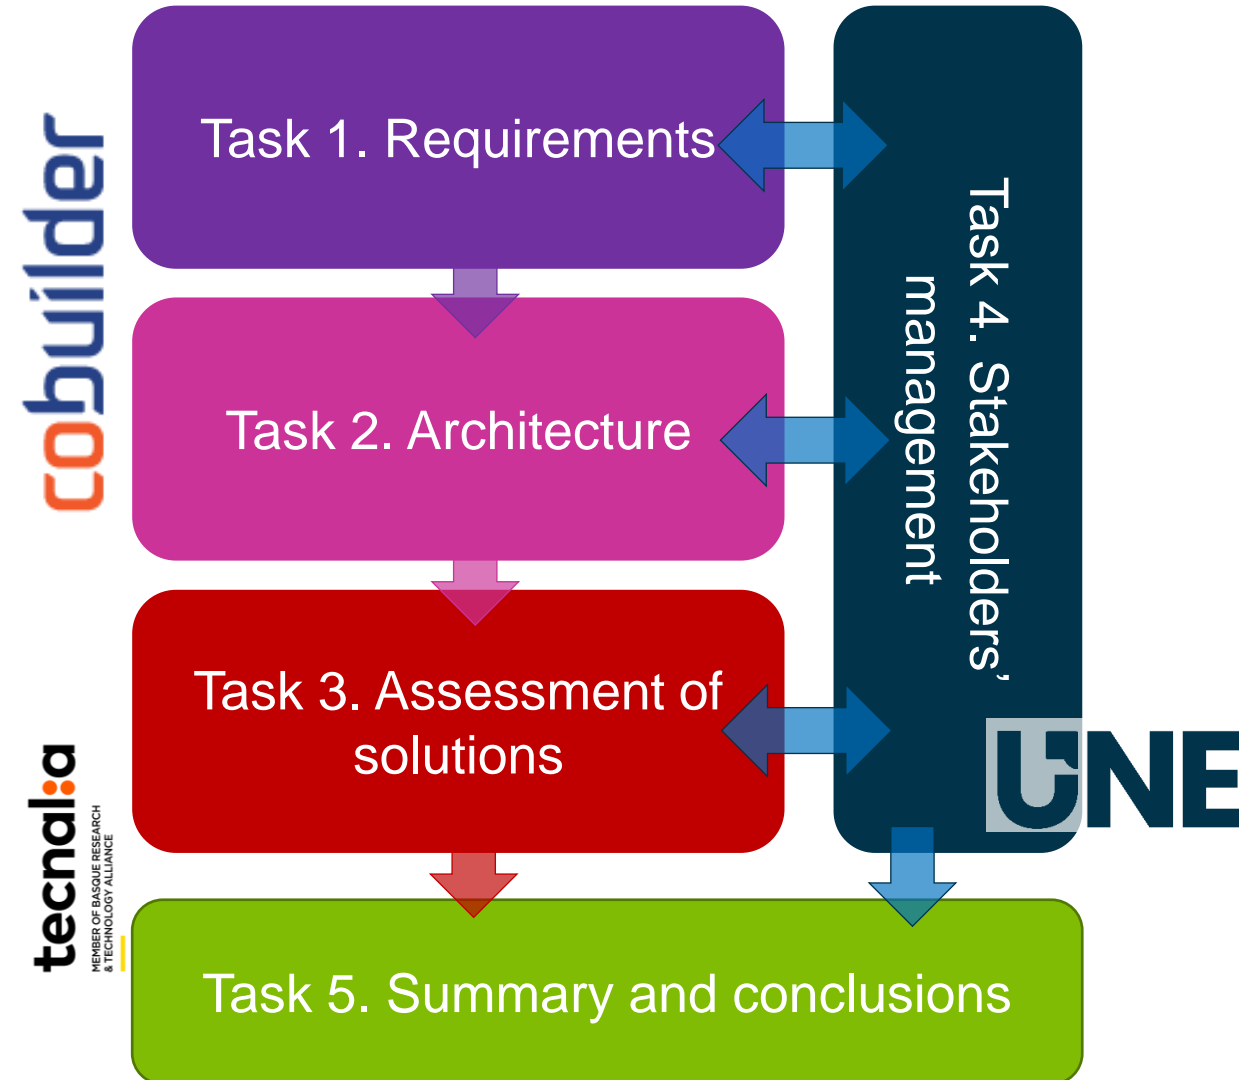 cobuilder
Task 1. Requirements
Task 2. Architecture
Task 3. Assessment of
solutions
Task 4. Stakeholders’
management
UNE
tecnal:a
MEMBER OF BASQUE RESEARCH
& TECHNOLOGY ALLIANCE
Task 5. Summary and conclusions